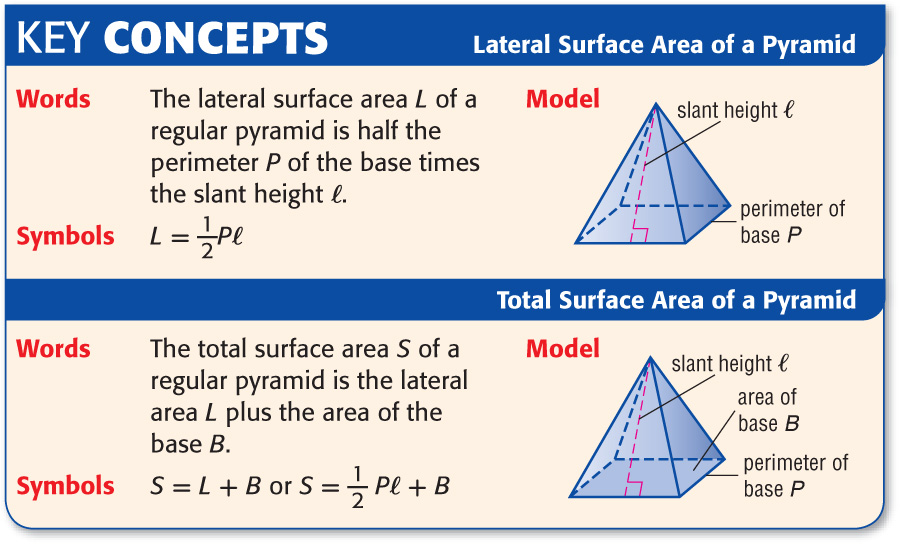 KEY CONCEPTS
Lateral Surface Area of a Pyramid
Words
The lateral surface area L of a
regular pyramid is half the
perimeter P of the base times
the slant height ℓ.
Symbols
L = 1/2 Pℓ
Model
slant height ℓ
perimeter of
base P
Total Surface Area of a Pyramid
Words
The total surface area S of a
regular pyramid is the lateral
area L plus the area of the
base B.
Symbols
S = L + B or S = 1/2 Pℓ + B
Model
slant height ℓ
area of
base B
perimeter of
base P